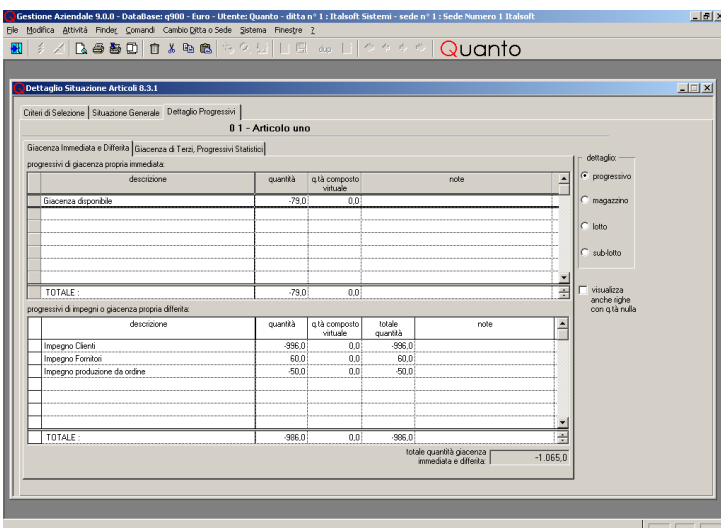 Gestione Aziendale 9.0.0 - DataBase: q900 - Euro - Utente: Quanto - ditta n° 1 : Italsoft Sistemi - sede n° 1 : Sede Numero 1 Italsoft
File Modifica Attività Finder Comandi Cambio Ditta o Sede Sistema Finestre ?
dup Quanto
Dettaglio Situazione Articoli 8.3.1
Criteri di Selezione Situazione Generale Dettaglio Progressivi
0 1 - Articolo uno
Giacenza Immediata e Differita Giacenza di Terzi, Progressivi Statistici
progressivi di giacenza propria immediata:
descrizione quantità q.tà composto virtuale note
Giacenza disponibile -79,0 0,0
TOTALE : -79,0 0,0
dettaglio:
progressivo
magazzino
lotto
sub-lotto
visualizza
anche righe
con q.tà nulla
progressivi di impegni o giacenza propria differita:
descrizione quantità q.tà composto virtuale totale quantità note
Impegno Clienti -996,0 0,0 -996,0
Impegno Fornitori 60,0 0,0 60,0
Impegno produzione da ordine -50,0 0,0 -50,0
TOTALE : -986,0 0,0 -986,0
totale quantità giacenza
immediata e differita: -1.065,0